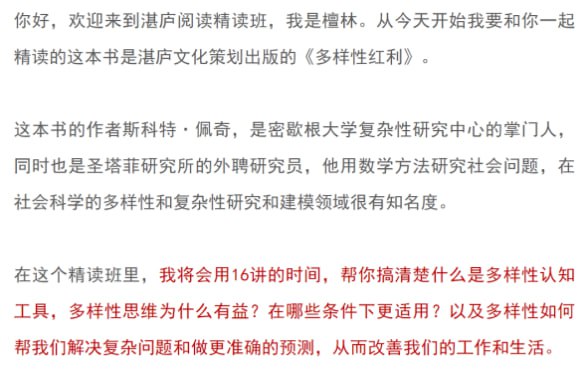 你好，欢迎来到湛庐阅读精读班，我是檀林。从今天开始我要和你一起
精读的这本书是湛庐文化策划出版的《多样性红利》。
这本书的作者斯科特·佩奇，是密歇根大学复杂性研究中心的掌门人，
同时也是圣塔菲研究所的外聘研究员，他用数学方法研究社会问题，在
社会科学的多样性和复杂性研究和建模领域很有知名度。
在这个精读班里，我将会用16讲的时间，帮你搞清楚什么是多样性认知
工具，多样性思维为什么有益？在哪些条件下更适用？以及多样性如何
帮我们解决复杂问题和做更准确的预测，从而改善我们的工作和生活。